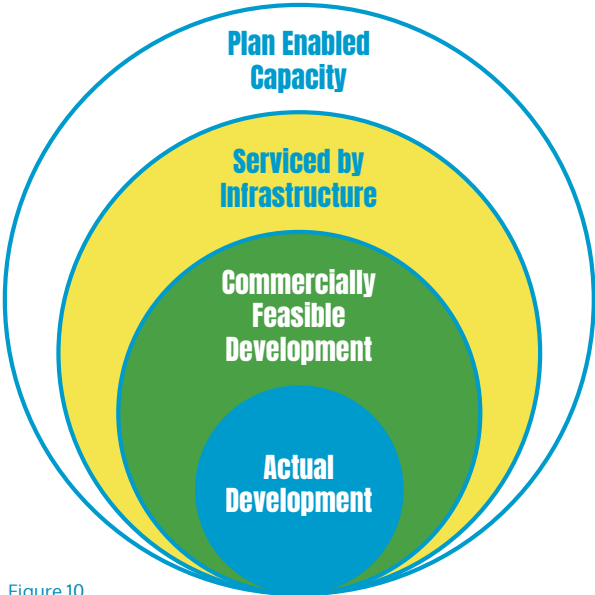 Plan Enabled
Capacity
Serviced by
Infrastructure
Commercially
Feasible
Development
Actual
Development
Figure 10